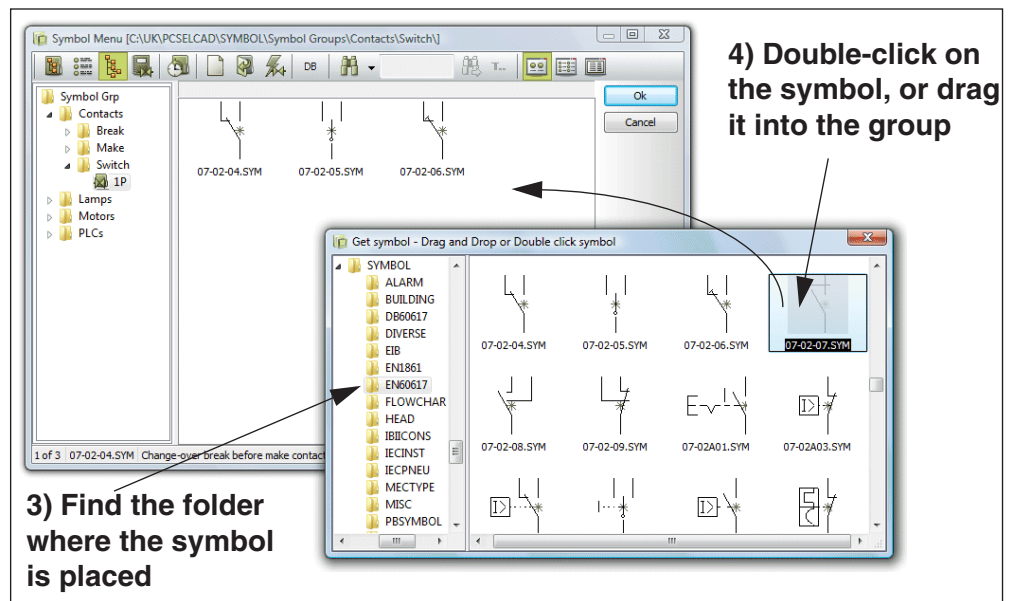 Symbol Menu [C:\UK\PCSELCAD\SYMBOL\Symbol Groups\Contacts\Switch\]
DB
T...
Symbol Grp
Contacts
Break
Make
Switch
1P
Lamps
Motors
PLCs
07-02-04.SYM 07-02-05.SYM 07-02-06.SYM
Ok
Cancel
1 of 3 07-02-04.SYM Change-over break before make contact
4) Double-click on
the symbol, or drag
it into the group
Get symbol - Drag and Drop or Double click symbol
SYMBOL
ALARM
BUILDING
DB60617
DIVERSE
EIB
EN1861
EN60617
FLOWCHAR
HEAD
IBIICONS
IECINST
IECPNEU
MECTYPE
MISC
PBSYMBOL
07-02-04.SYM 07-02-05.SYM 07-02-06.SYM 07-02-07.SYM
07-02-08.SYM 07-02-09.SYM 07-02A01.SYM 07-02A03.SYM
3) Find the folder
where the symbol
is placed